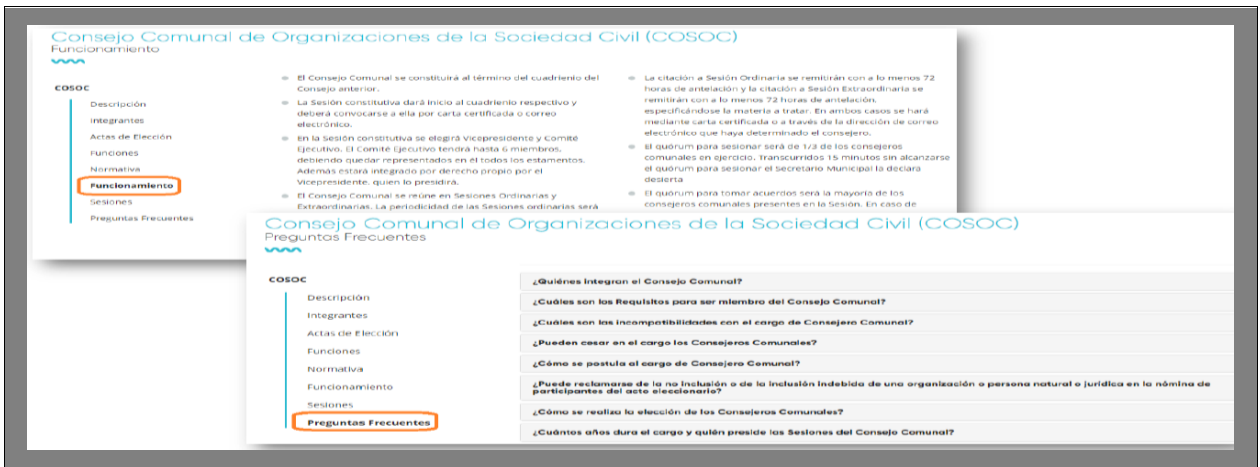 Consejo Comunal de Organizaciones de la Sociedad Civil (COSOC)
Funcionamiento
COSOC
Descripción
Integrantes
Actas de Elección
Funciones
Normativa
Funcionamiento
Sesiones
Preguntas Frecuentes
El Consejo Comunal se constituirá al término del cuadrienio del
Consejo anterior.
La Sesión constitutiva dará inicio al cuadrienio respectivo y
deberá convocarse a ella por carta certificada o correo
electrónico.
En la Sesión constitutiva se elegirá Vicepresidente y Comité
Ejecutivo. El Comité Ejecutivo tendrá hasta 6 miembros,
debiendo quedar representados en él todos los estamentos.
Además estará integrado por derecho propio por el
Vicepresidente, quien lo presidirá.
El Consejo Comunal se reúne en Sesiones Ordinarias y
Extraordinarias. La periodicidad de las Sesiones ordinarias será
La citación a Sesión Ordinaria se remitirán con a lo menos 72
horas de antelación y la citación a Sesión Extraordinaria se
remitirán con a lo menos 72 horas de antelación,
especificándose la materia a tratar. En ambos casos se hará
mediante carta certificada o a través de la dirección de correo
electrónico que haya determinado el consejero.
El quórum para sesionar será de 1/3 de los consejeros
comunales en ejercicio. Transcurridos 15 minutos sin alcanzarse
el quórum para sesionar el Secretario Municipal la declara
desierta
El quórum para tomar acuerdos será la mayoría de los
consejeros comunales presentes en la Sesión. En caso de
Consejo Comunal de Organizaciones de la Sociedad Civil (COSOC)
Preguntas Frecuentes
COSOC
Descripción
Integrantes
Actas de Elección
Funciones
Normativa
Funcionamiento
Sesiones
Preguntas Frecuentes
¿Quiénes integran el Consejo Comunal?
¿Cuáles son los Requisitos para ser miembro del Consejo Comunal?
¿Cuáles son las incompatibilidades con el cargo de Consejero Comunal?
¿Pueden cesar en el cargo los Consejeros Comunales?
¿Cómo se postula al cargo de Consejero Comunal?
¿Puede reclamarse de la no inclusión o de la inclusión indebida de una organización o persona natural o jurídica en la nómina de
participantes del acto eleccionario?
¿Cómo se realiza la elección de los Consejeros Comunales?
¿Cuántos años dura el cargo y quién preside las Sesiones del Consejo Comunal?